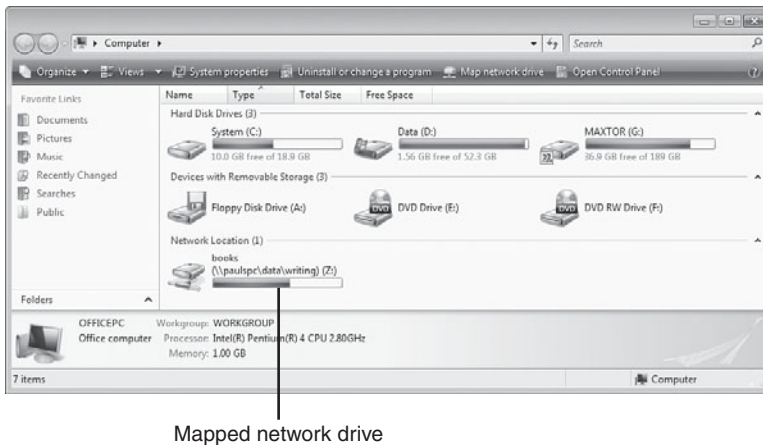 Computer
Search
Organize Views System properties Uninstall or change a program Map network drive Open Control Panel ?
Favorite Links
Documents
Pictures
Music
Recently Changed
Searches
Public
Folders
Name Type Total Size Free Space
Hard Disk Drives (3)
System (C:) Data (D:) MAXTOR (G:)
10.0 GB free of 18.9 GB 1.56 GB free of 52.3 GB 36.9 GB free of 189 GB
Devices with Removable Storage (3)
Floppy Disk Drive (A:) DVD Drive (E:) DVD RW Drive (F:)
Network Location (1)
books
(\\paulspc\data\writing) (Z:)
OFFICEPC Workgroup: WORKGROUP
Office computer Processor: Intel(R) Pentium(R) 4 CPU 2.80GHz
Memory: 1.00 GB
7 items Computer
Mapped network drive